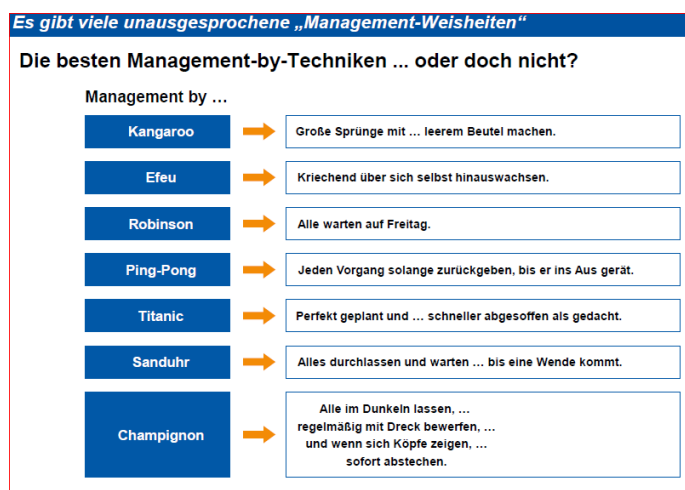 Es gibt viele unausgesprochene „Management-Weisheiten“
Die besten Management-by-Techniken ... oder doch nicht?
Management by …
Kangaroo
Große Sprünge mit … leerem Beutel machen.
Efeu
Kriechend über sich selbst hinauswachsen.
Robinson
Alle warten auf Freitag.
Ping-Pong
Jeden Vorgang solange zurückgeben, bis er ins Aus gerät.
Titanic
Perfekt geplant und … schneller abgesoffen als gedacht.
Sanduhr
Alles durchlassen und warten … bis eine Wende kommt.
Champignon
Alle im Dunkeln lassen, …
regelmäßig mit Dreck bewerfen, …
und wenn sich Köpfe zeigen, …
sofort abstechen.